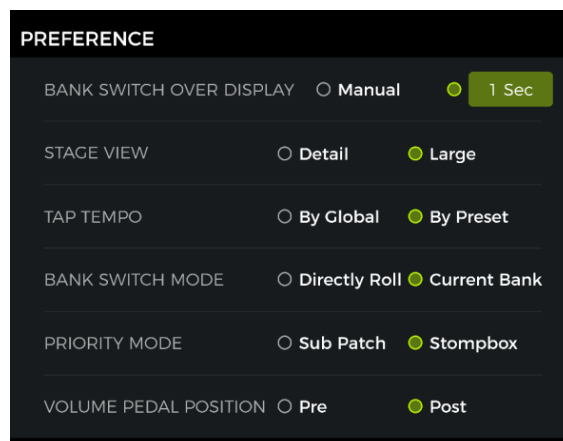 PREFERENCE
BANK SWITCH OVER DISPLAY Manual 1 Sec
STAGE VIEW Detail Large
TAP TEMPO By Global By Preset
BANK SWITCH MODE Directly Roll Current Bank
PRIORITY MODE Sub Patch Stompbox
VOLUME PEDAL POSITION Pre Post